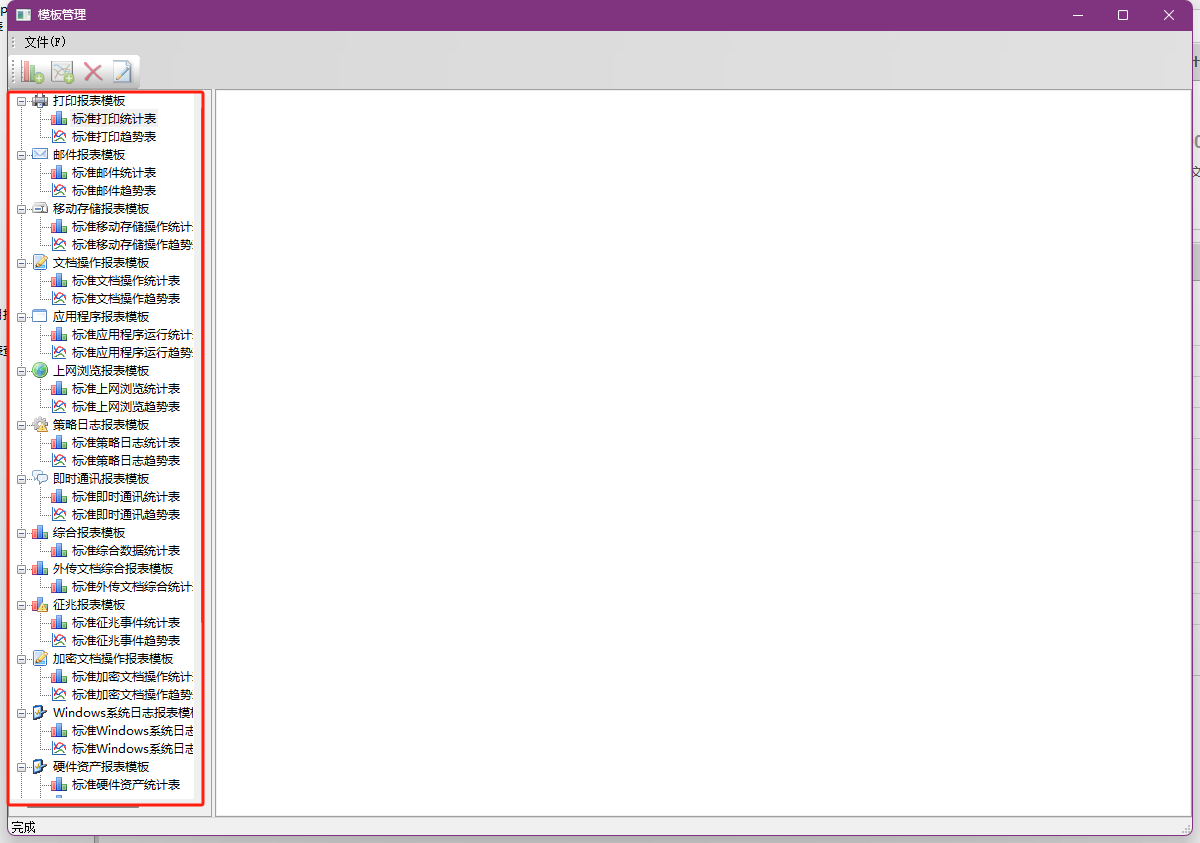 模板管理
文件(F)
打印报表模板
标准打印统计表
标准打印趋势表
邮件报表模板
标准邮件统计表
标准邮件趋势表
移动存储报表模板
标准移动存储操作统计
标准移动存储操作趋势
文档操作报表模板
标准文档操作统计表
标准文档操作趋势表
应用程序报表模板
标准应用程序运行统计
标准应用程序运行趋势
上网浏览报表模板
标准上网浏览统计表
标准上网浏览趋势表
策略日志报表模板
标准策略日志统计表
标准策略日志趋势表
即时通讯报表模板
标准即时通讯统计表
标准即时通讯趋势表
综合报表模板
标准综合数据统计表
外传文档综合报表模板
标准外传文档综合统计
征兆报表模板
标准征兆事件统计表
标准征兆事件趋势表
加密文档操作报表模板
标准加密文档操作统计
标准加密文档操作趋势
Windows系统日志报表模
标准Windows系统日志
标准Windows系统日志
硬件资产报表模板
标准硬件资产统计表
完成